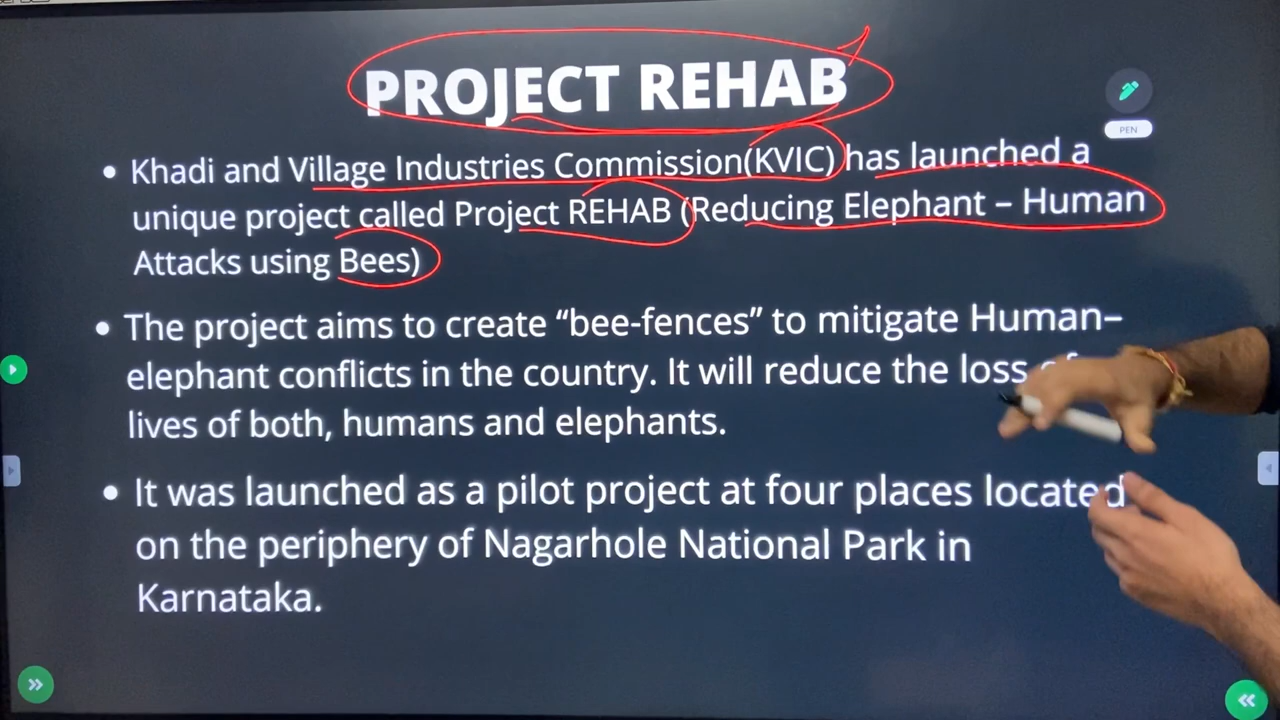 PROJECT REHAB
PEN
• Khadi and Village Industries Commission(KVIC) has launched a
unique project called Project REHAB (Reducing Elephant – Human
Attacks using Bees)
• The project aims to create “bee-fences” to mitigate Human–
elephant conflicts in the country. It will reduce the loss
lives of both, humans and elephants.
• It was launched as a pilot project at four places located
on the periphery of Nagarhole National Park in
Karnataka.